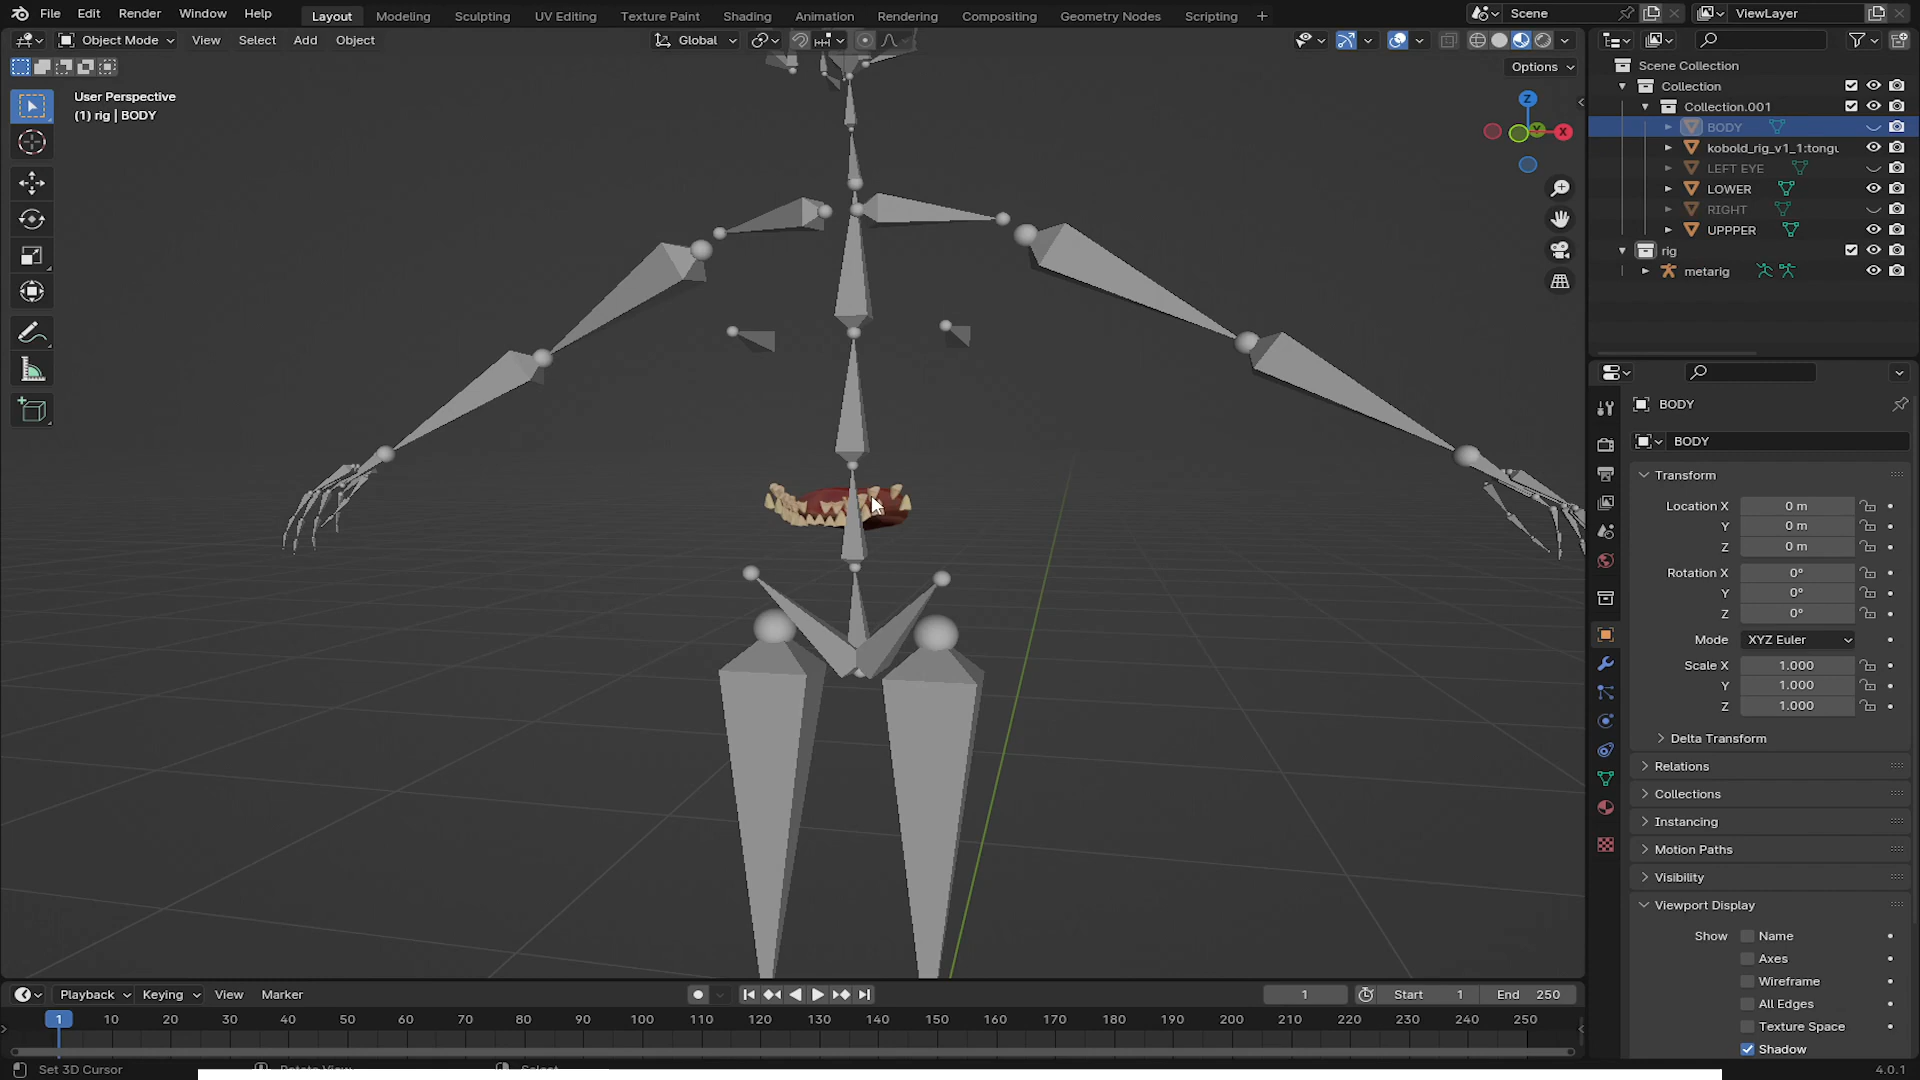 File Edit Render Window Help Layout Modeling Sculpting UV Editing Texture Paint Shading Animation Rendering Compositing Geometry Nodes Scripting + Scene ViewLayer
Object Mode View Select Add Object Global
Options
User Perspective
(1) rig | BODY
Z
X
Scene Collection
Collection
Collection.001
BODY
kobold_rig_v1_1:tongu
LEFT EYE
LOWER
RIGHT
UPPPER
rig
metarig
BODY
BODY
Transform
Location X 0 m
Y 0 m
Z 0 m
Rotation X 0°
Y 0°
Z 0°
Mode XYZ Euler
Scale X 1.000
Y 1.000
Z 1.000
Delta Transform
Relations
Collections
Instancing
Motion Paths
Visibility
Viewport Display
Show Name
Axes
Wireframe
All Edges
Texture Space
Shadow
Playback Keying View Marker 1 Start 1 End 250
1 10 20 30 40 50 60 70 80 90 100 110 120 130 140 150 160 170 180 190 200 210 220 230 240 250
Set 3D Cursor Rotate View Select 4.0.1